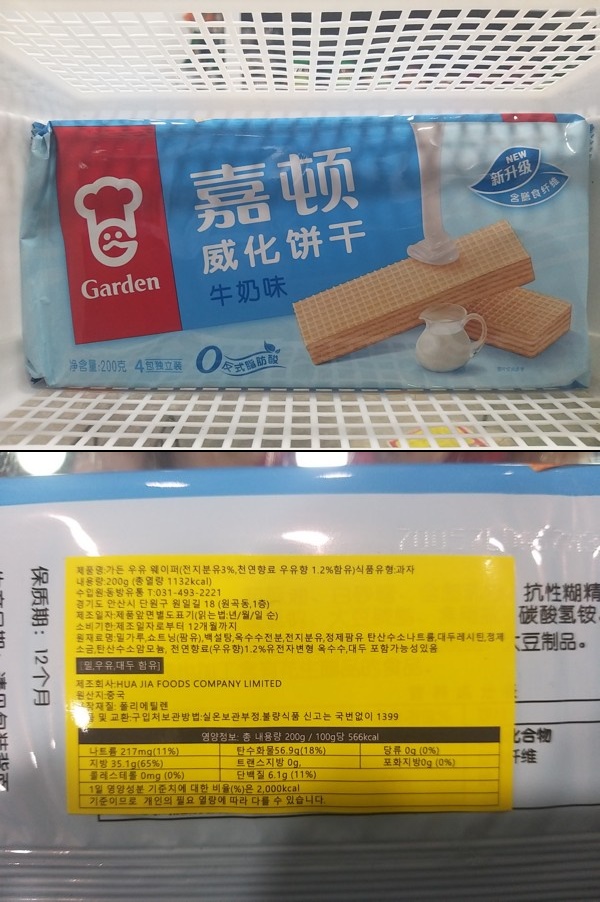 Garden
嘉顿
威化饼干
牛奶味
NEW
新升级
含膳食纤维
净含量:200克 4包独立装
0反式脂肪酸
保质期：12个月
抗性糊精
碳酸氢铵
大豆制品。
合物
纤维
제품명:가든 우유 웨이퍼(전지분유3%,천연향료 우유향 1.2%함유)식품유형:과자
내용량:200g (총열량 1132kcal)
수입원:동방유통 T:031-493-2221
경기도 안산시 단원구 원일길 18 (원곡동,1층)
제조일자:제품앞면별도표기(읽는법:년/월/일 순)
소비기한:제조일자로부터 12개월까지
원재료명:밀가루,쇼트닝(팜유),백설탕,옥수수전분,전지분유,정제팜유 탄산수소나트륨,대두레시틴,정제
소금,탄산수소암모늄, 천연향료(우유향)1.2%유전자변형 옥수수,대두 포함가능성있음
[밀,우유,대두 함유]
제조회사:HUA JIA FOODS COMPANY LIMITED
원산지:중국
장재질: 폴리에틸렌
품 및 교환:구입처보관방법:실온보관부정.불량식품 신고는 국번없이 1399
영양정보: 총 내용량 200g / 100g당 566kcal
나트륨 217mg(11%) 탄수화물56.9g(18%) 당류 0g (0%)
지방 35.1g(65%) 트랜스지방 0g, 포화지방0g (0%)
콜레스테롤 0mg (0%) 단백질 6.1g (11%)
1일 영양성분 기준치에 대한 비율(%)은 2,000kcal
기준이므로 개인의 필요 열량에 따라 다를 수 있습니다.